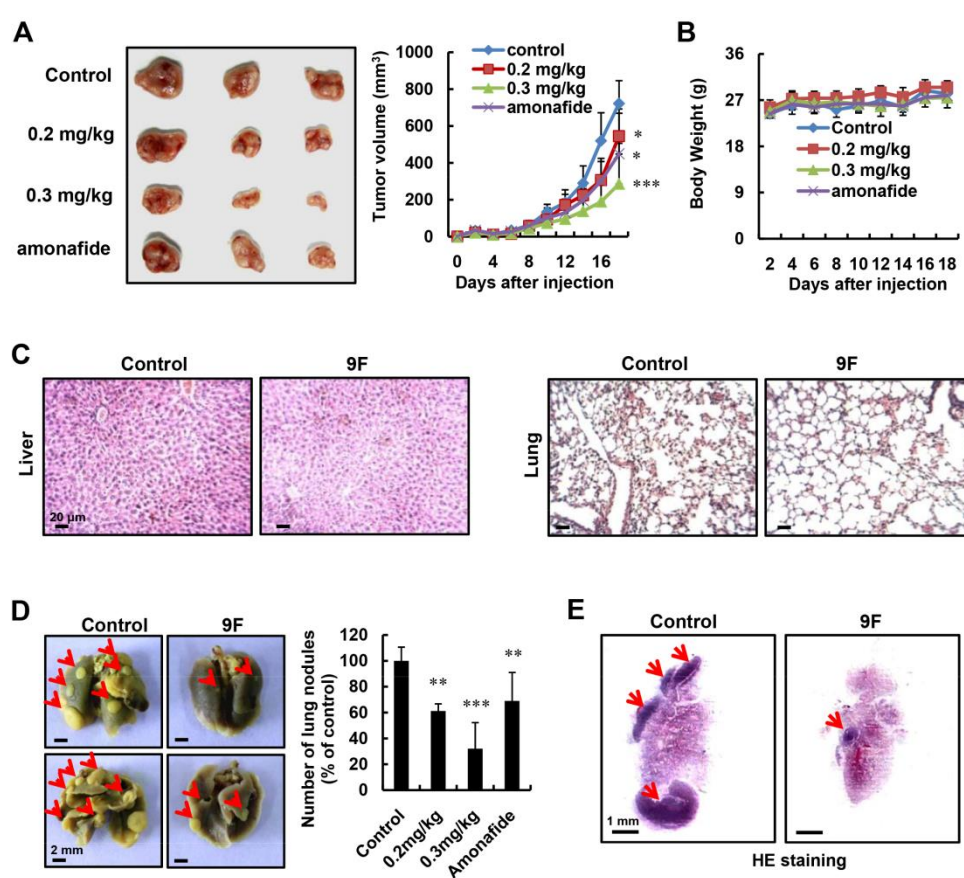 A
Control
0.2 mg/kg
0.3 mg/kg
amonafide
Tumor volume (mm³)
1000
800
600
400
200
0
control
0.2 mg/kg
0.3 mg/kg
amonafide
*
*
***
0 4 8 12 16
Days after injection
B
Body Weight (g)
36
27
18
9
0
Control
0.2 mg/kg
0.3 mg/kg
amonafide
2 4 6 8 10 12 14 16 18
Days after injection
C
Control 9F
Liver
20 μm
Control 9F
Lung
D
Control 9F
2 mm
Number of lung nodules
(% of control)
120
100
80
60
40
20
0
**
***
**
Control
0.2mg/kg
0.3mg/kg
Amonafide
E
Control 9F
1 mm
HE staining